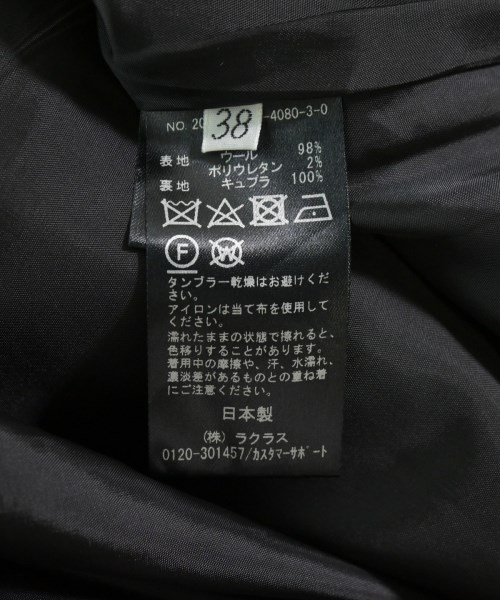 NO. 20 -4080-3-0
38
表地 ウール 98%
ポリウレタン 2%
裏地 キュプラ 100%
F W
タンブラー乾燥はお避けくだ
さい。
アイロンは当て布を使用して
ください。
濡れたままの状態で擦れると、
色移りすることがあります。
着用中の摩擦や、汗、水濡れ、
濃淡差があるものとの重ね着
にご注意ください。
日本製
(株) ラクラス
0120-301457/カスタマーサポート